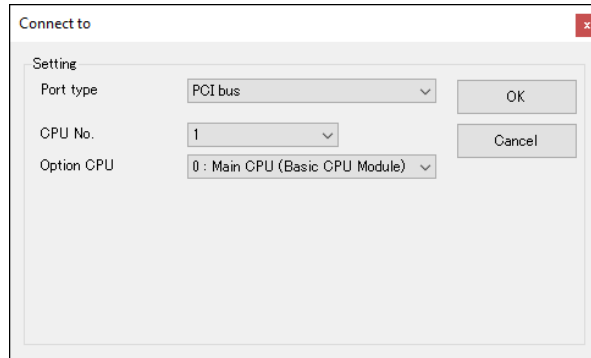 Connect to
x
Setting
Port type
PCI bus
OK
CPU No.
1
Cancel
Option CPU
0 : Main CPU (Basic CPU Module)